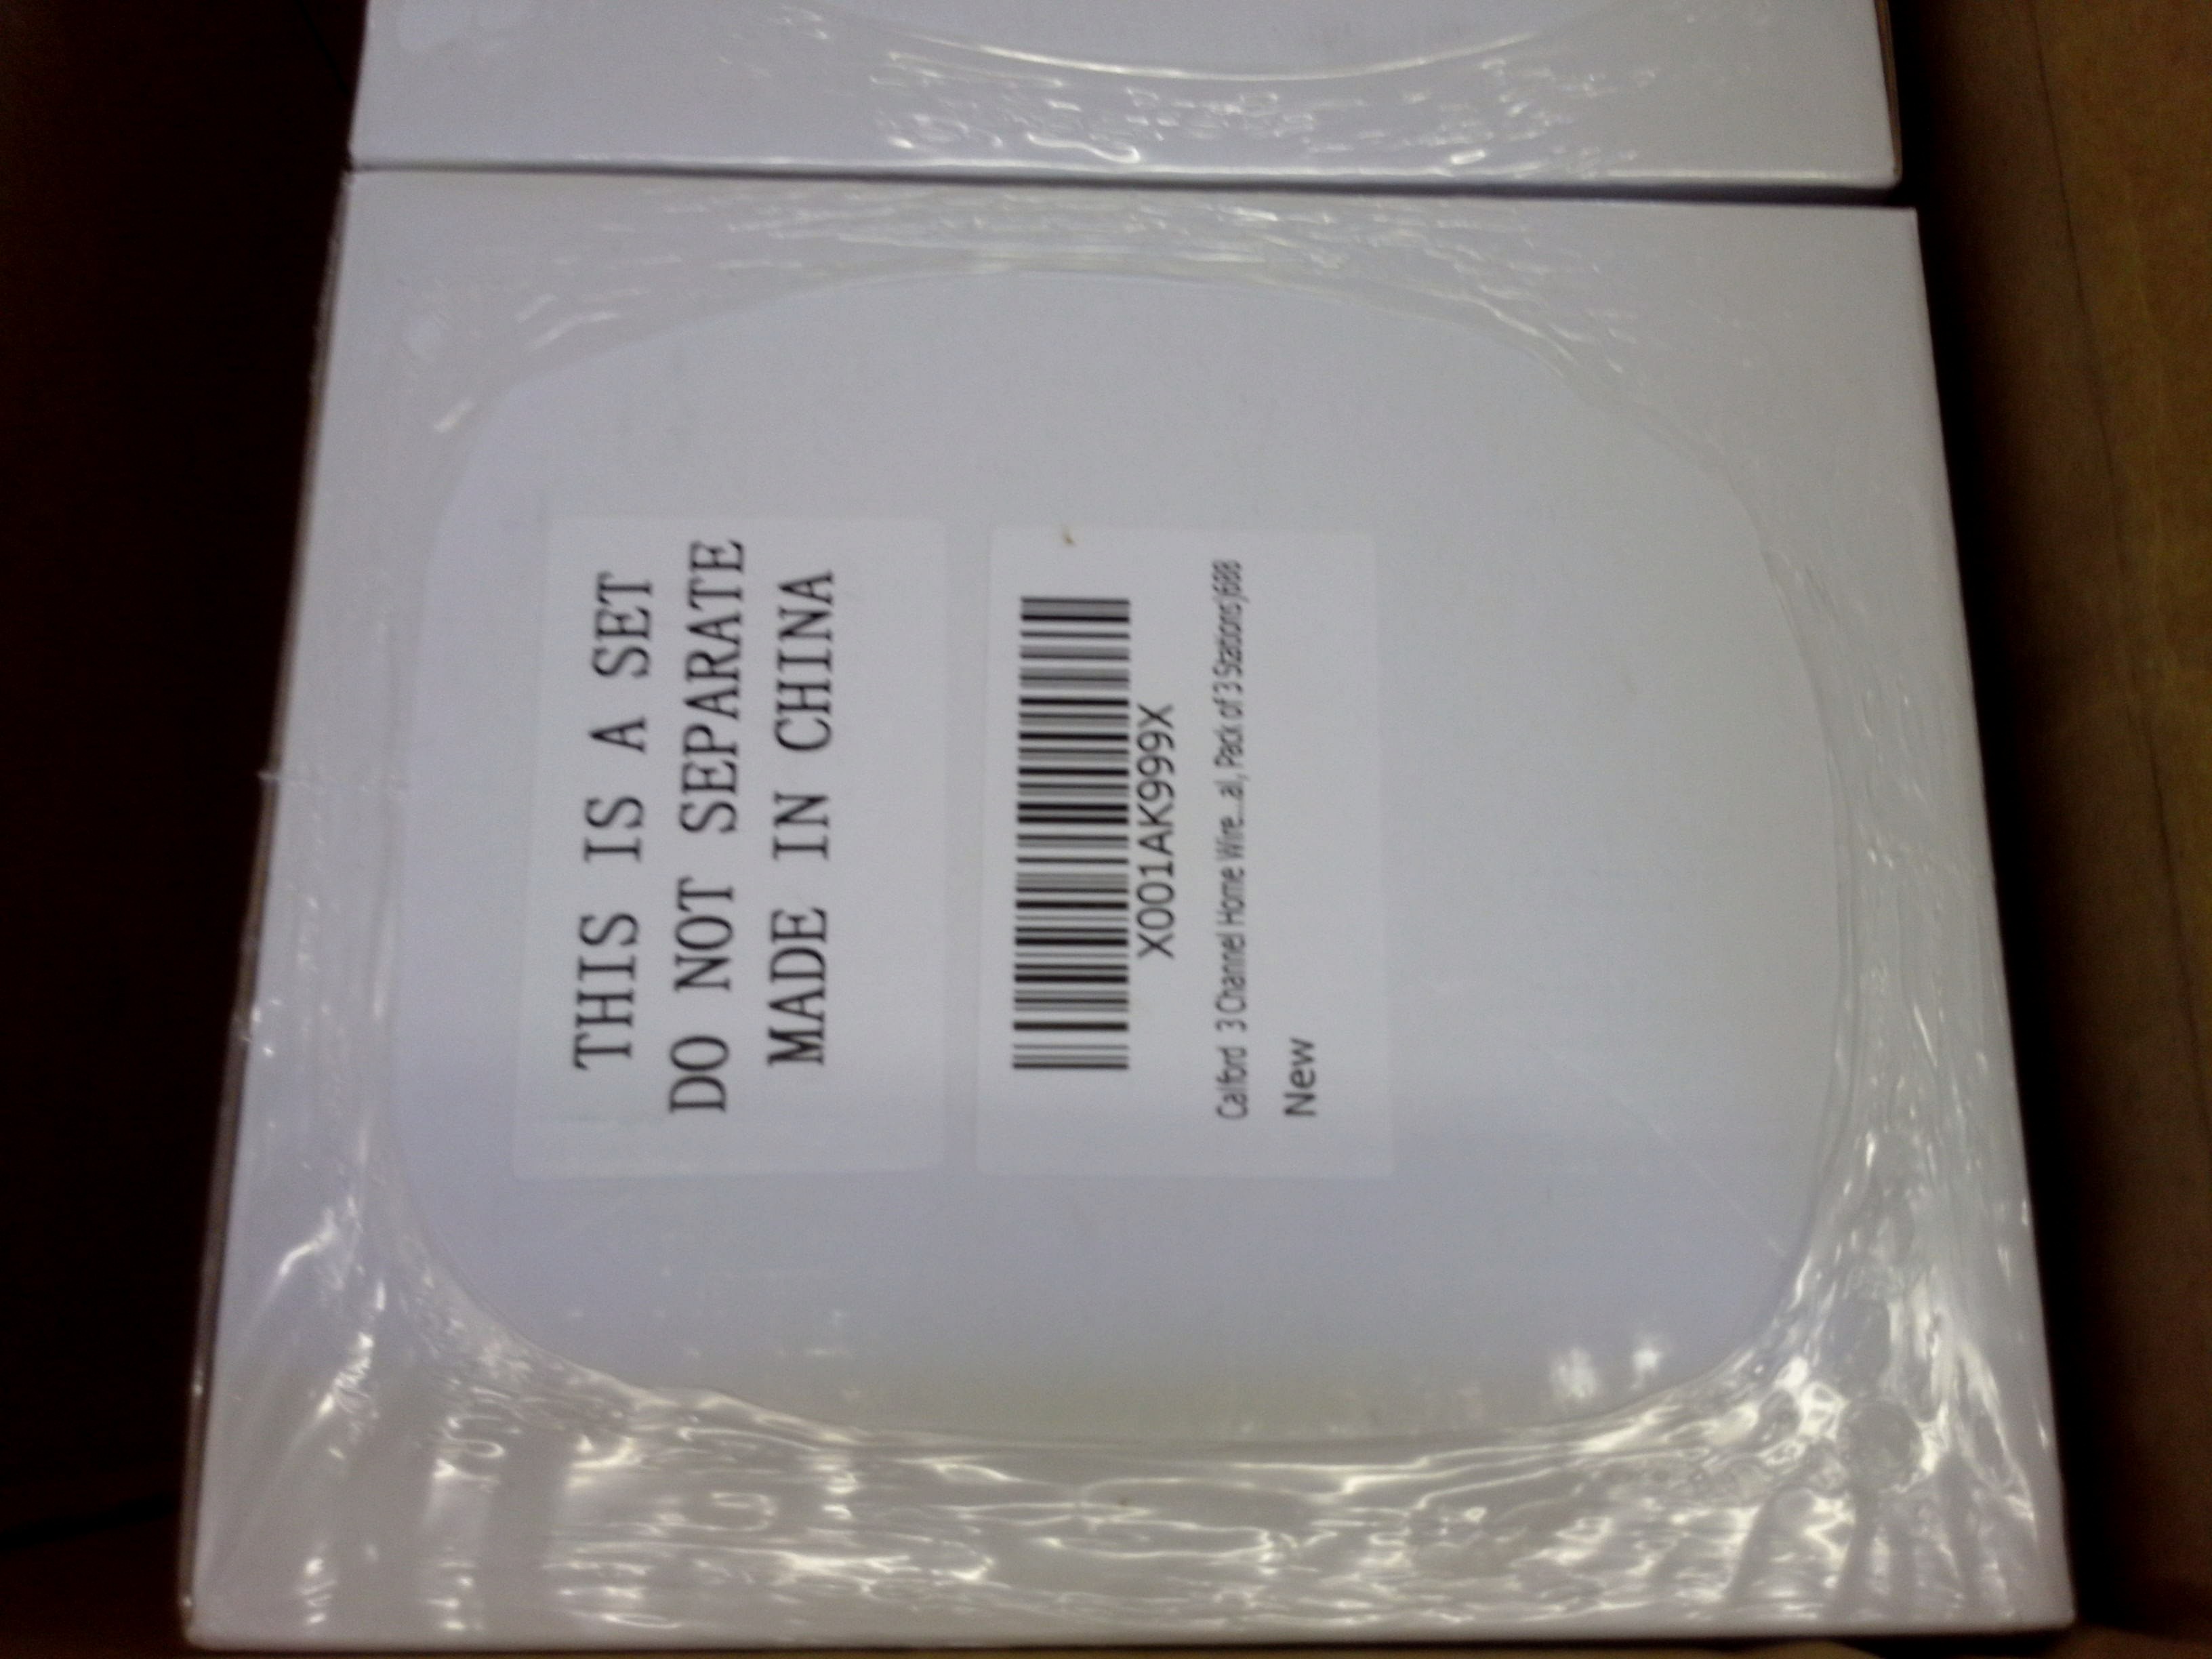 THIS IS A SET
DO NOT SEPARATE
MADE IN CHINA
X001AK999X
Calford 3 Channel Home Wire...al, Pack of 3 Stations j688
New